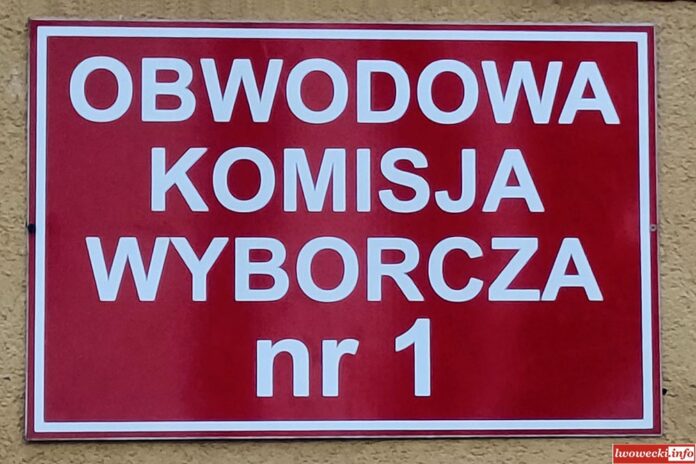 OBWODOWA
KOMISJA
WYBORCZA
nr 1
lwowecki.info